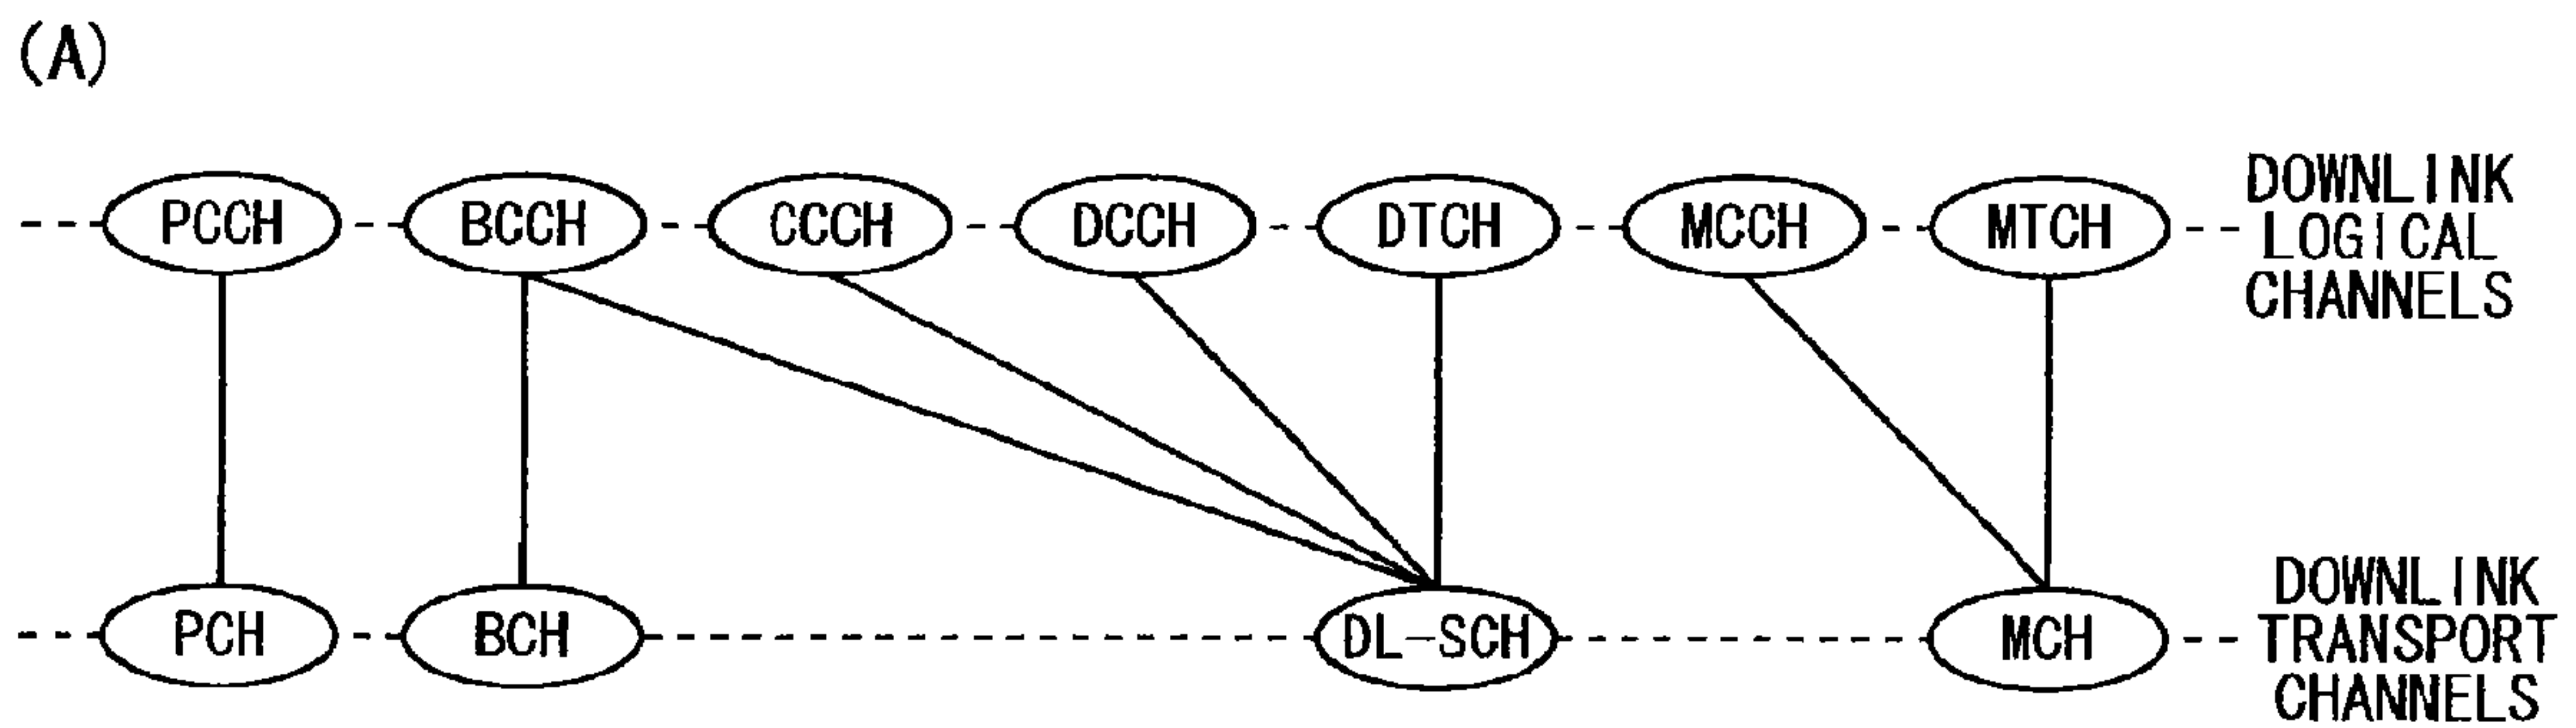 (A)
PCCH BCCH CCCH DCCH DTCH MCCH MTCH
DOWNLINK
LOGICAL
CHANNELS
PCH BCH DL-SCH MCH
DOWNLINK
TRANSPORT
CHANNELS